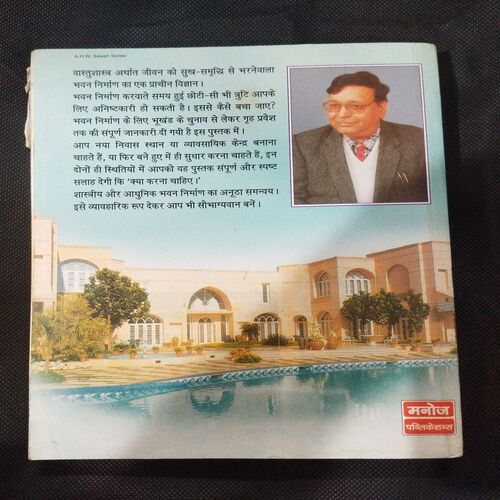 A.H.W. Sameer Series
वास्तुशास्त्र अर्थात जीवन को सुख-समृद्धि से भरनेवाला
भवन निर्माण का एक प्राचीन विज्ञान।
भवन निर्माण करवाते समय हुई छोटी-सी भी त्रुटि आपके
लिए अनिष्टकारी हो सकती है। इससे कैसे बचा जाए?
भवन निर्माण के लिए भूखंड के चुनाव से लेकर गृह प्रवेश
तक की संपूर्ण जानकारी दी गयी है इस पुस्तक में।
आप नया निवास स्थान या व्यावसायिक केन्द्र बनाना
चाहते हैं, या फिर बने हुए में ही सुधार करना चाहते हैं, इन
दोनों ही स्थितियों में आपको यह पुस्तक संपूर्ण और स्पष्ट
सलाह देगी कि 'क्या करना चाहिए।'
शास्त्रीय और आधुनिक भवन निर्माण का अनूठा समन्वय।
इसे व्यावहारिक रूप देकर आप भी सौभाग्यवान बनें।
मनोज
पब्लिकेशन्स